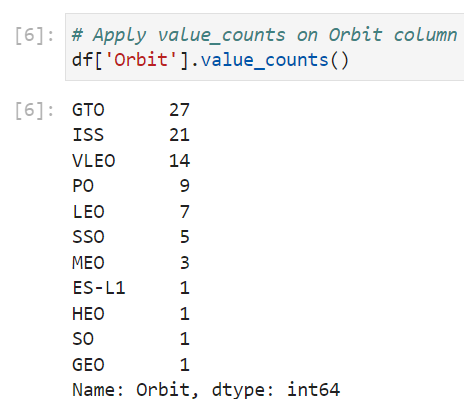 [6]: # Apply value_counts on Orbit column
df['Orbit'].value_counts()
[6]: GTO 27
ISS 21
VLEO 14
PO 9
LEO 7
SSO 5
MEO 3
ES-L1 1
HEO 1
SO 1
GEO 1
Name: Orbit, dtype: int64